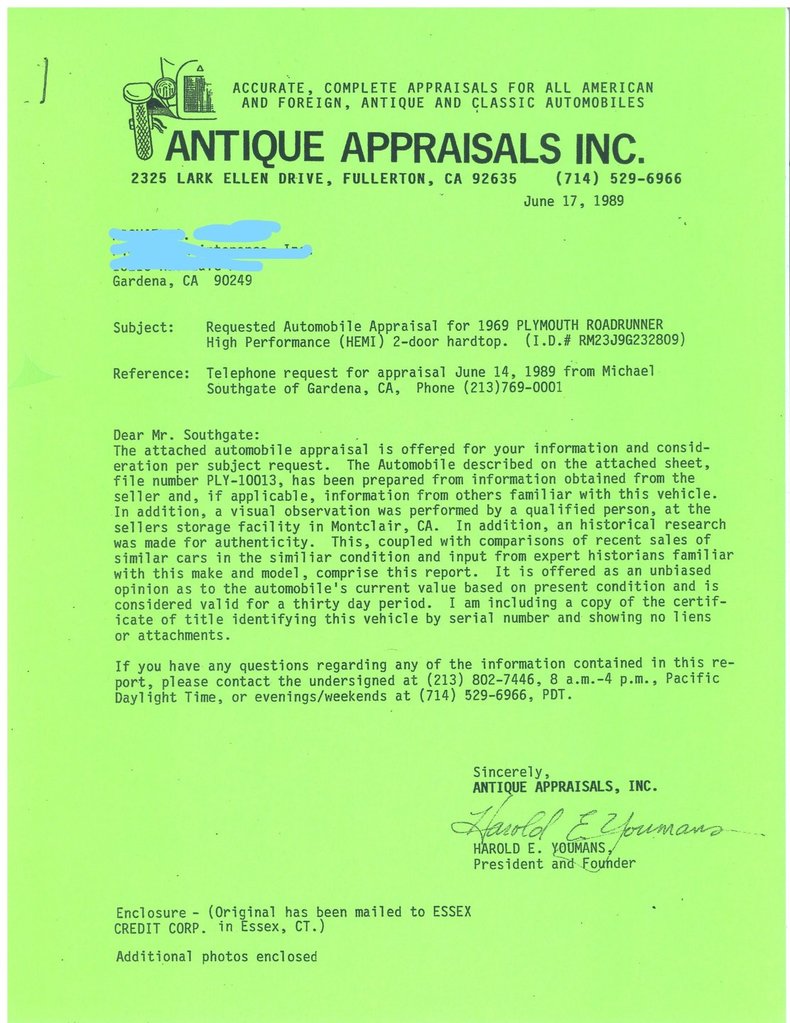 ACCURATE, COMPLETE APPRAISALS FOR ALL AMERICAN
AND FOREIGN, ANTIQUE AND CLASSIC AUTOMOBILES
ANTIQUE APPRAISALS INC.
2325 LARK ELLEN DRIVE, FULLERTON, CA 92635 (714) 529-6966
June 17, 1989
Gardena, CA 90249
Subject: Requested Automobile Appraisal for 1969 PLYMOUTH ROADRUNNER
High Performance (HEMI) 2-door hardtop. (I.D.# RM23J9G232809)
Reference: Telephone request for appraisal June 14, 1989 from Michael
Southgate of Gardena, CA, Phone (213)769-0001
Dear Mr. Southgate:
The attached automobile appraisal is offered for your information and consid-
eration per subject request. The Automobile described on the attached sheet,
file number PLY-10013, has been prepared from information obtained from the
seller and, if applicable, information from others familiar with this vehicle.
In addition, a visual observation was performed by a qualified person, at the
sellers storage facility in Montclair, CA. In addition, an historical research
was made for authenticity. This, coupled with comparisons of recent sales of
similar cars in the similiar condition and input from expert historians familiar
with this make and model, comprise this report. It is offered as an unbiased
opinion as to the automobile's current value based on present condition and is
considered valid for a thirty day period. I am including a copy of the certif-
icate of title identifying this vehicle by serial number and showing no liens
or attachments.
If you have any questions regarding any of the information contained in this re-
port, please contact the undersigned at (213) 802-7446, 8 a.m.-4 p.m., Pacific
Daylight Time, or evenings/weekends at (714) 529-6966, PDT.
Sincerely,
ANTIQUE APPRAISALS, INC.
Harold E Youmans
HAROLD E. YOUMANS,
President and Founder
Enclosure - (Original has been mailed to ESSEX
CREDIT CORP. in Essex, CT.)
Additional photos enclosed